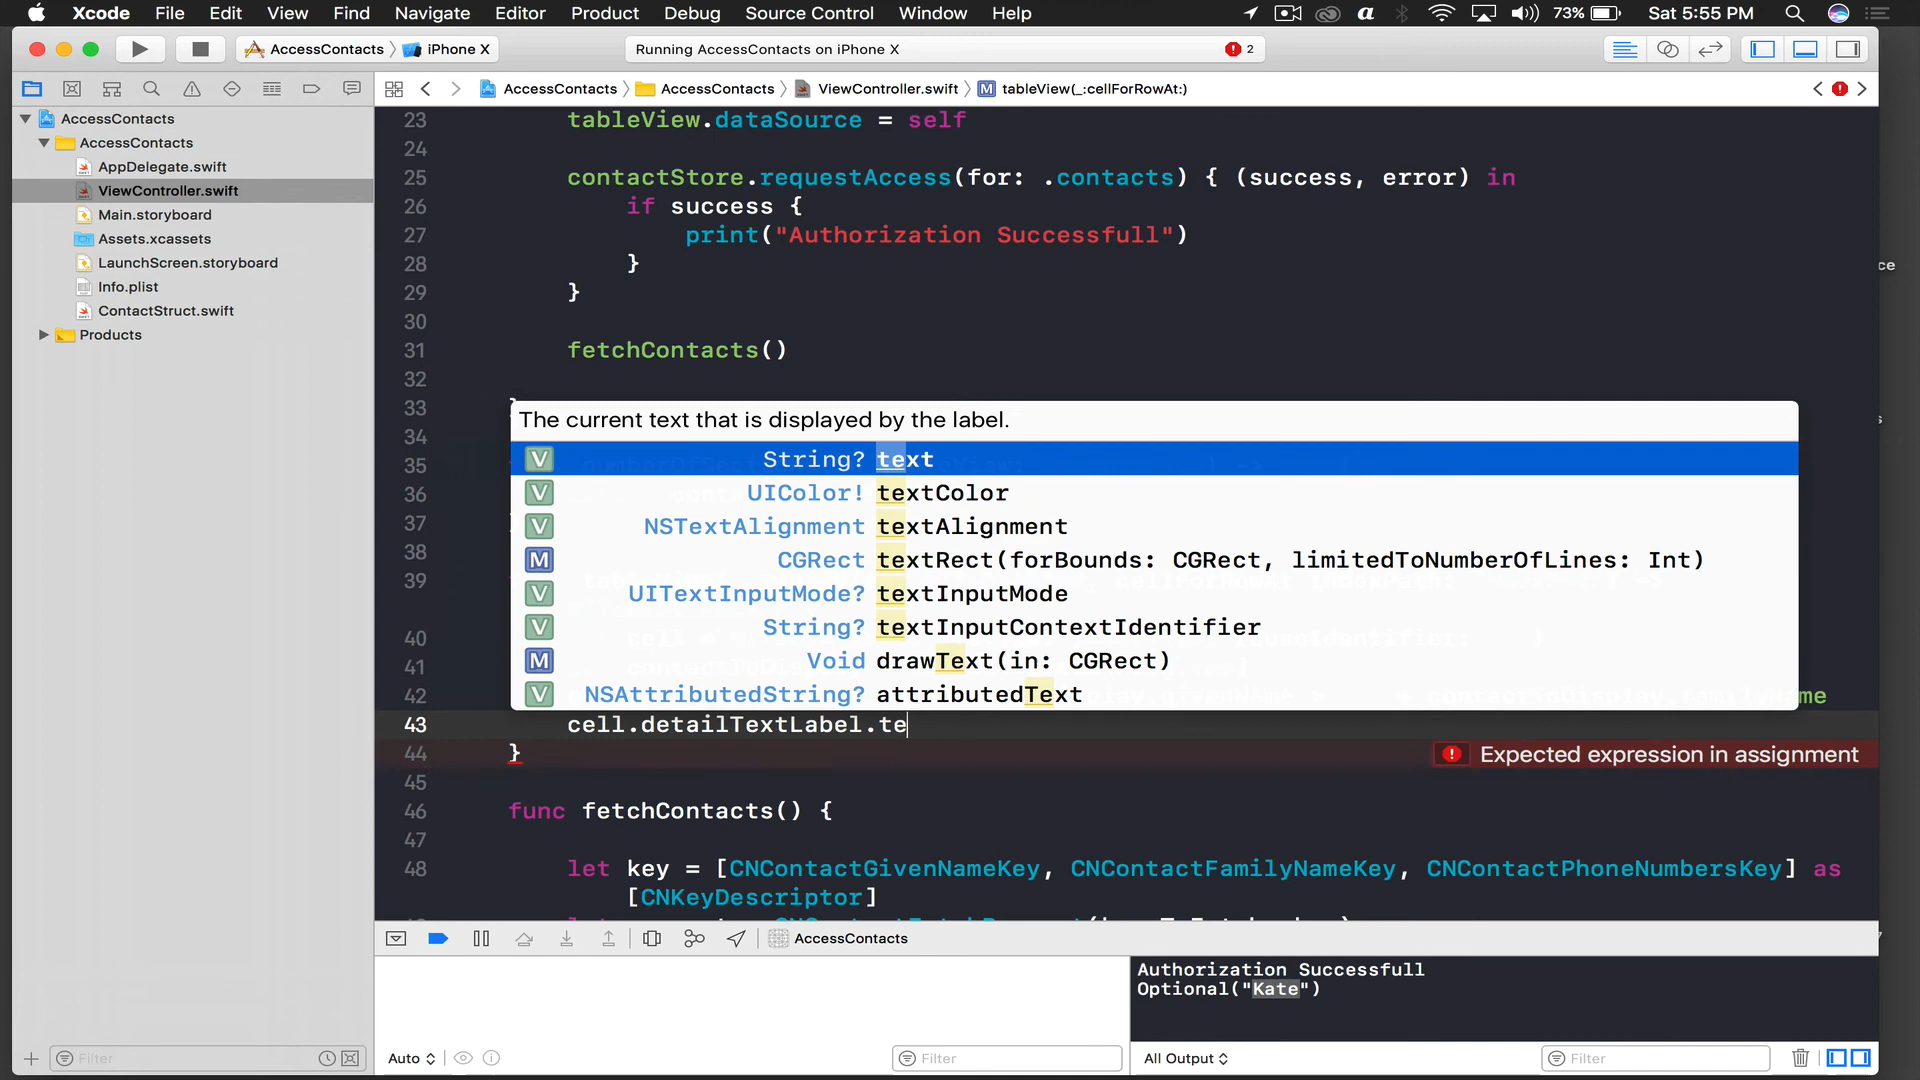 Xcode File Edit View Find Navigate Editor Product Debug Source Control Window Help 73% Sat 5:55 PM
AccessContacts iPhone X Running AccessContacts on iPhone X 2
AccessContacts AccessContacts ViewController.swift tableView(_:cellForRowAt:)
AccessContacts
AccessContacts
AppDelegate.swift
ViewController.swift
Main.storyboard
Assets.xcassets
LaunchScreen.storyboard
Info.plist
ContactStruct.swift
Products
Filter
23 tableView.dataSource = self
24
25 contactStore.requestAccess(for: .contacts) { (success, error) in
26 if success {
27 print("Authorization Successfull")
28 }
29 }
30
31 fetchContacts()
32
33
34
35
36
37
38
39
40
41
42
The current text that is displayed by the label.
V String? text
V UIColor! textColor
V NSTextAlignment textAlignment
M CGRect textRect(forBounds: CGRect, limitedToNumberOfLines: Int)
V UITextInputMode? textInputMode
V String? textInputContextIdentifier
M Void drawText(in: CGRect)
V NSAttributedString? attributedText
43 cell.detailTextLabel.te
44 } Expected expression in assignment
45
46 func fetchContacts() {
47
48 let key = [CNContactGivenNameKey, CNContactFamilyNameKey, CNContactPhoneNumbersKey] as
[CNKeyDescriptor]
AccessContacts
Authorization Successfull
Optional("Kate")
Auto Filter All Output Filter